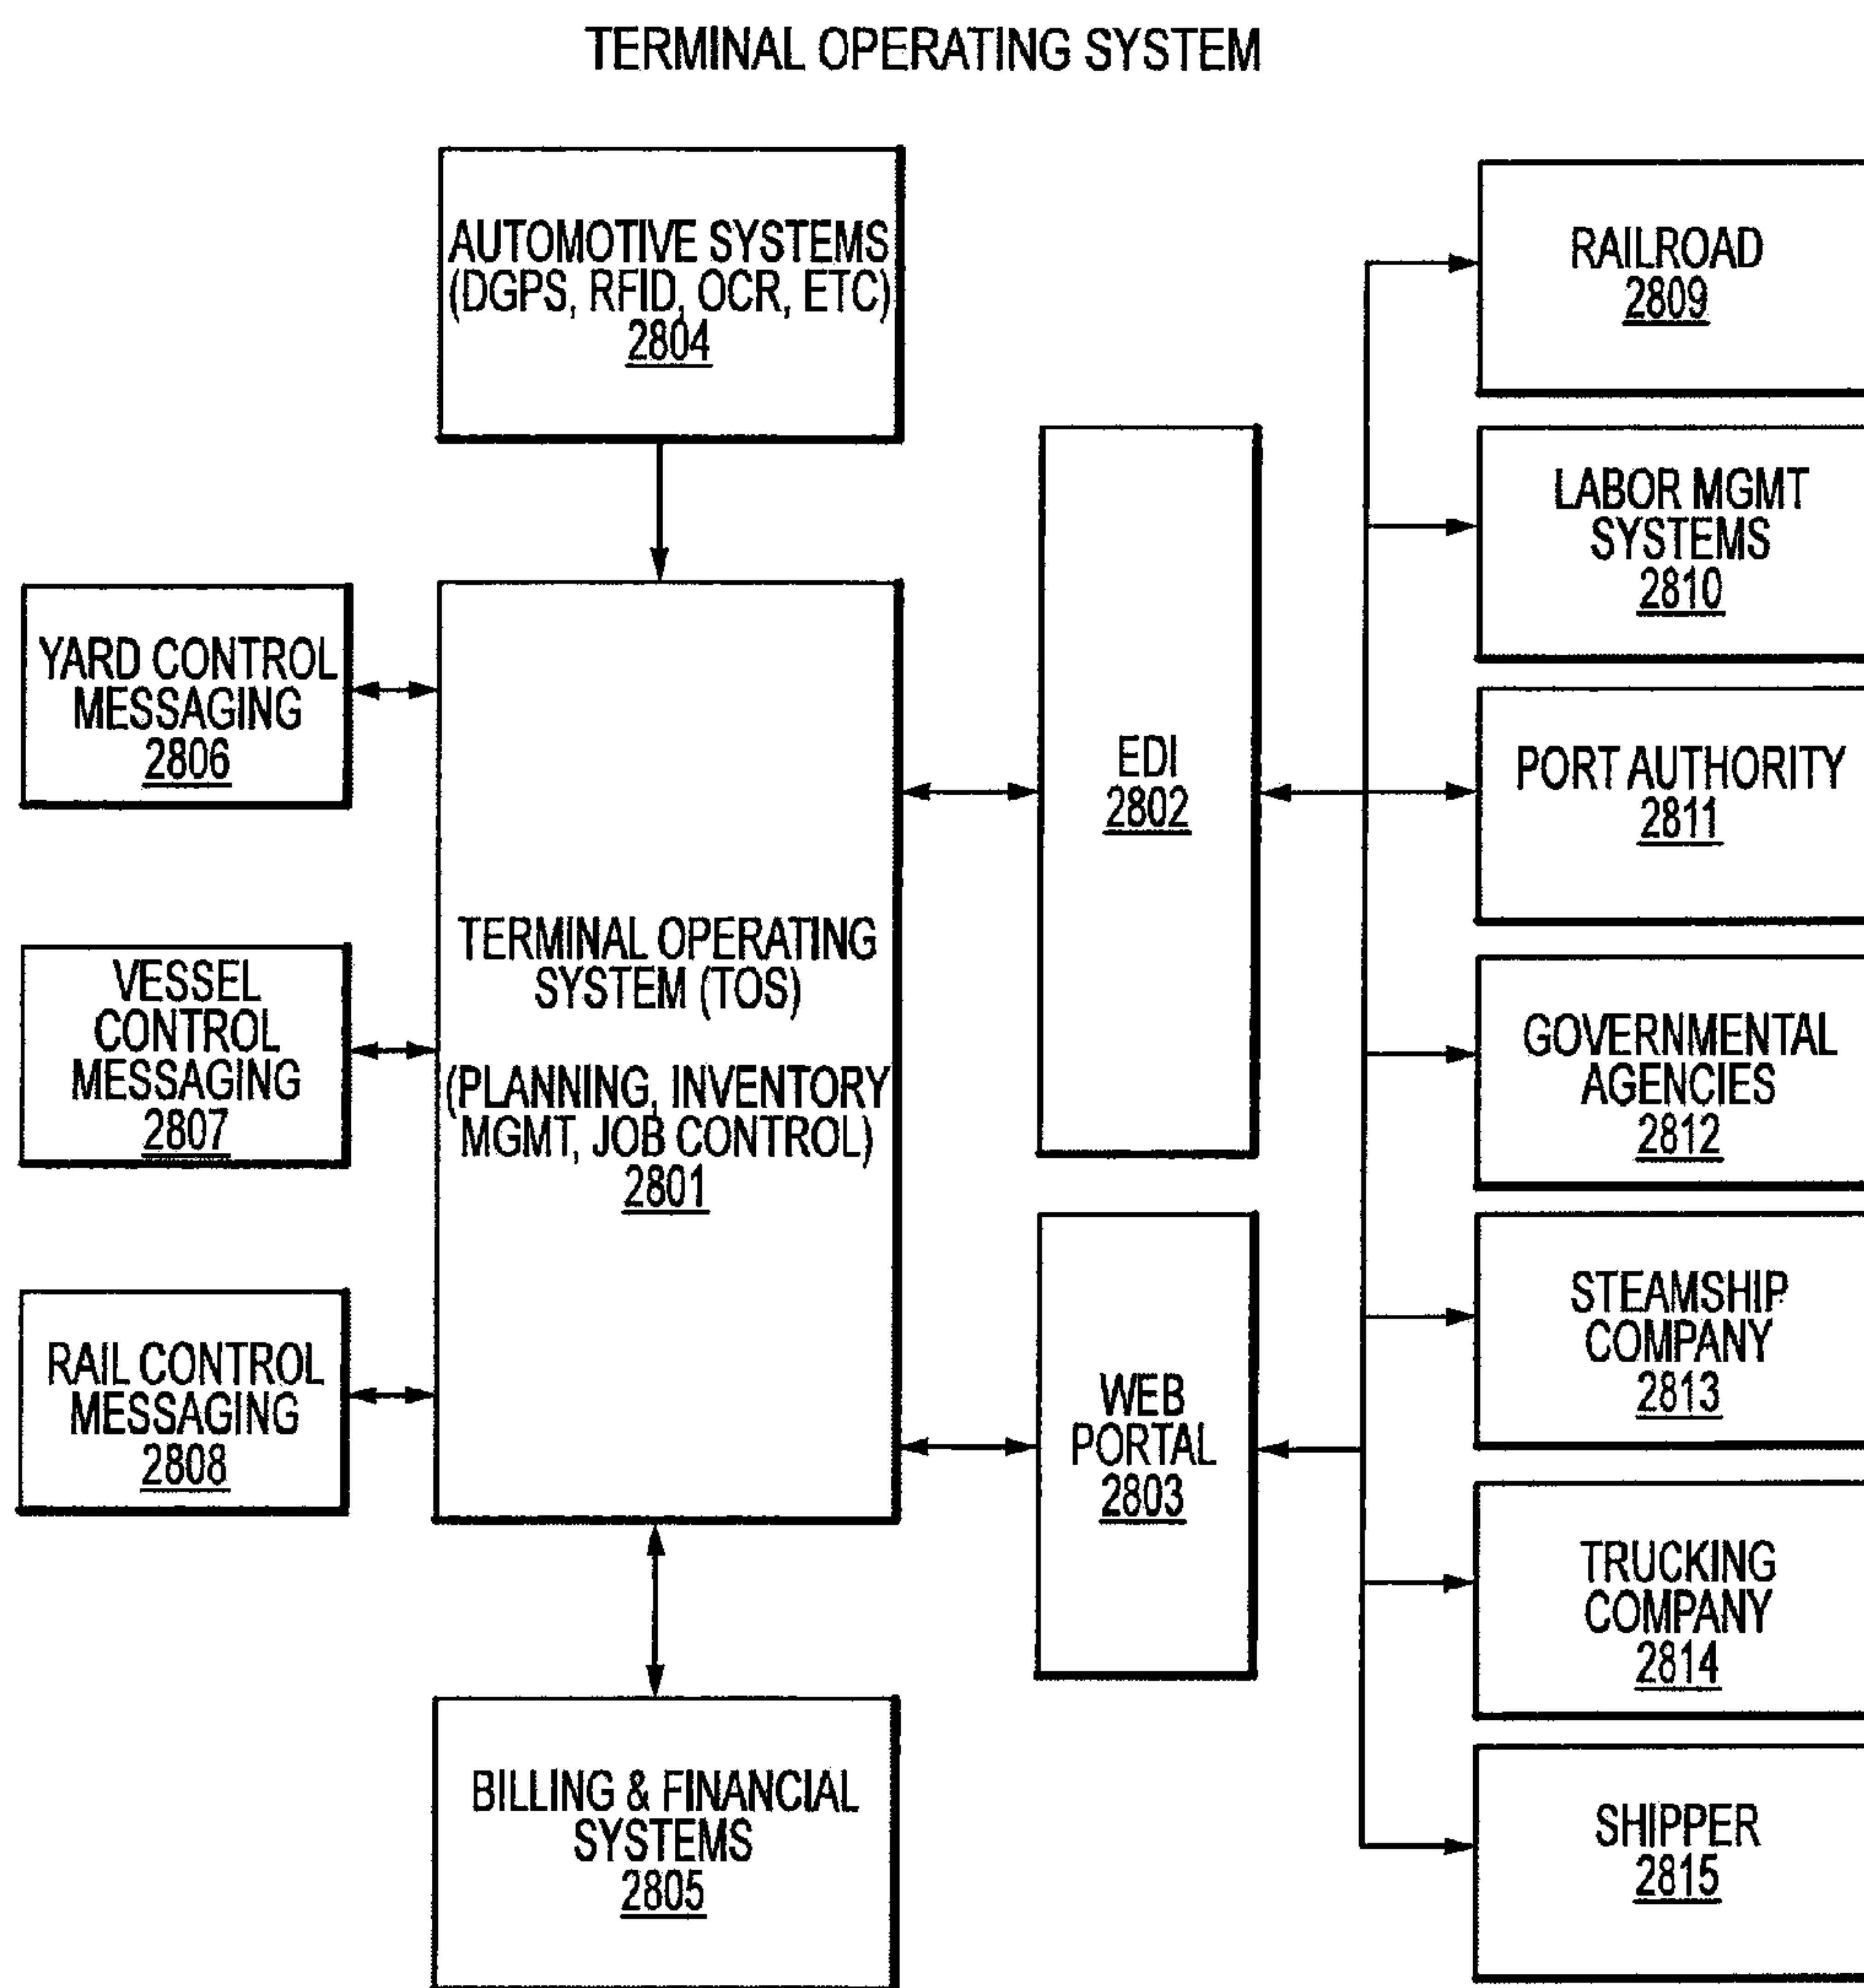 TERMINAL OPERATING SYSTEM
AUTOMOTIVE SYSTEMS
(DGPS, RFID, OCR, ETC)
2804
YARD CONTROL
MESSAGING
2806
VESSEL
CONTROL
MESSAGING
2807
RAIL CONTROL
MESSAGING
2808
TERMINAL OPERATING
SYSTEM (TOS)
(PLANNING, INVENTORY
MGMT, JOB CONTROL)
2801
BILLING & FINANCIAL
SYSTEMS
2805
EDI
2802
WEB
PORTAL
2803
RAILROAD
2809
LABOR MGMT
SYSTEMS
2810
PORT AUTHORITY
2811
GOVERNMENTAL
AGENCIES
2812
STEAMSHIP
COMPANY
2813
TRUCKING
COMPANY
2814
SHIPPER
2815